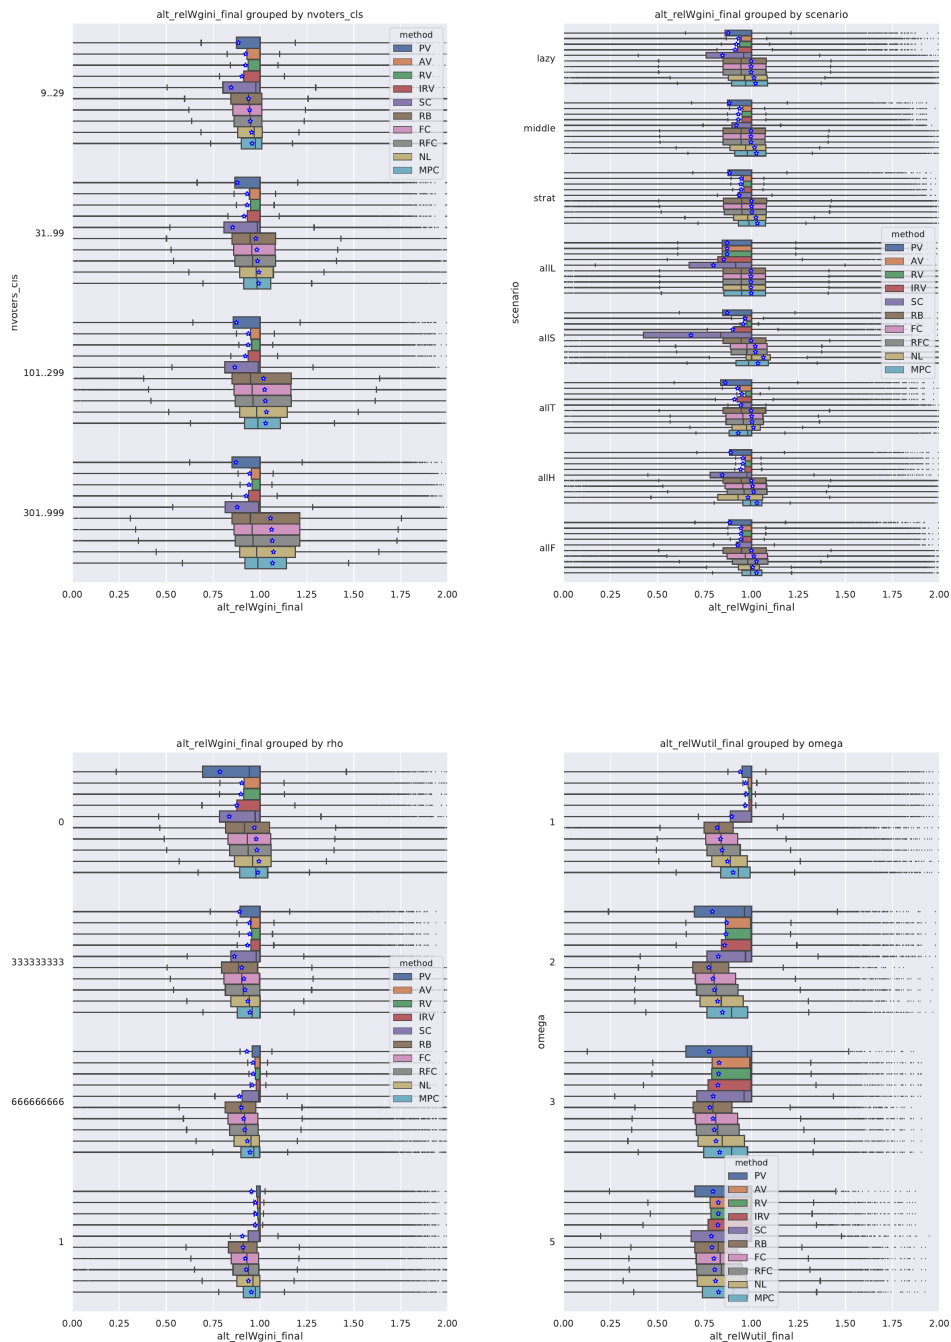 alt_relWgini_final grouped by nvoters_cls
method
PV
AV
RV
IRV
SC
RB
FC
RFC
NL
MPC
nvoters_cls
9..29
31..99
101..299
301..999
0.00 0.25 0.50 0.75 1.00 1.25 1.50 1.75 2.00
alt_relWgini_final
alt_relWgini_final grouped by scenario
scenario
lazy
middle
strat
allL
allS
allT
allH
allF
method
PV
AV
RV
IRV
SC
RB
FC
RFC
NL
MPC
0.00 0.25 0.50 0.75 1.00 1.25 1.50 1.75 2.00
alt_relWgini_final
alt_relWgini_final grouped by rho
0
333333333
666666666
1
method
PV
AV
RV
IRV
SC
RB
FC
RFC
NL
MPC
0.00 0.25 0.50 0.75 1.00 1.25 1.50 1.75 2.00
alt_relWgini_final
alt_relWutil_final grouped by omega
omega
1
2
3
5
method
PV
AV
RV
IRV
SC
RB
FC
RFC
NL
MPC
0.00 0.25 0.50 0.75 1.00 1.25 1.50 1.75 2.00
alt_relWutil_final